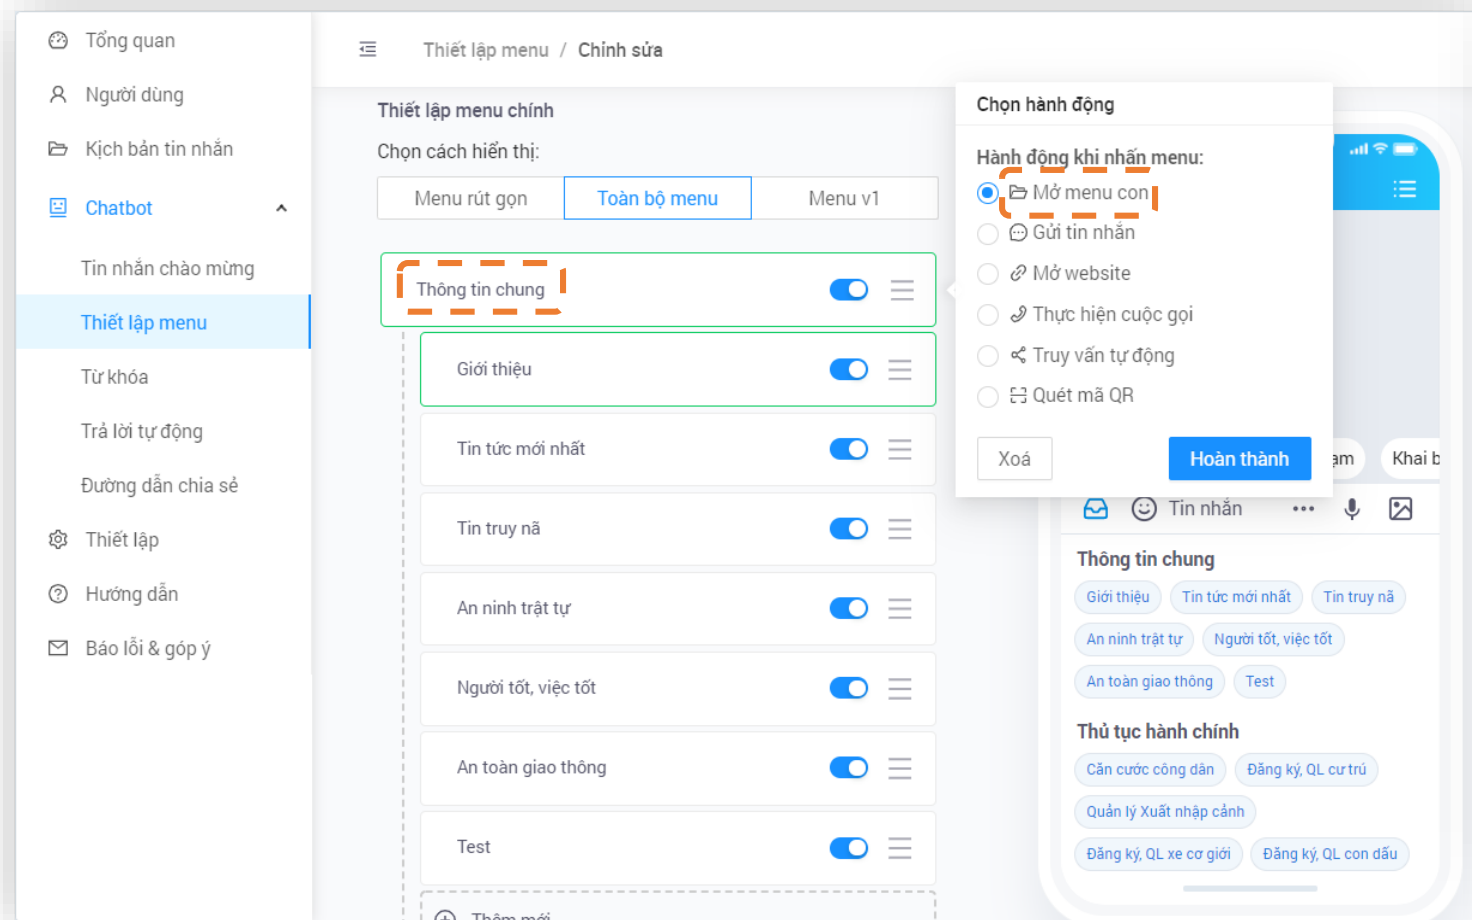 Tổng quan
Người dùng
Kịch bản tin nhắn
Chatbot
Tin nhắn chào mừng
Thiết lập menu
Từ khóa
Trả lời tự động
Đường dẫn chia sẻ
Thiết lập
Hướng dẫn
Báo lỗi & góp ý
Thiết lập menu / Chỉnh sửa
Thiết lập menu chính
Chọn cách hiển thị:
Menu rút gọn Toàn bộ menu Menu v1
Thông tin chung
Giới thiệu
Tin tức mới nhất
Tin truy nã
An ninh trật tự
Người tốt, việc tốt
An toàn giao thông
Test
Thêm mới
Chọn hành động
Hành động khi nhấn menu:
Mở menu con
Gửi tin nhắn
Mở website
Thực hiện cuộc gọi
Truy vấn tự động
Quét mã QR
Xoá Hoàn thành
Khai
Tin nhắn
Thông tin chung
Giới thiệu Tin tức mới nhất Tin truy nã
An ninh trật tự Người tốt, việc tốt
An toàn giao thông Test
Thủ tục hành chính
Căn cước công dân Đăng ký, QL cư trú
Quản lý Xuất nhập cảnh
Đăng ký, QL xe cơ giới Đăng ký, QL con dấu